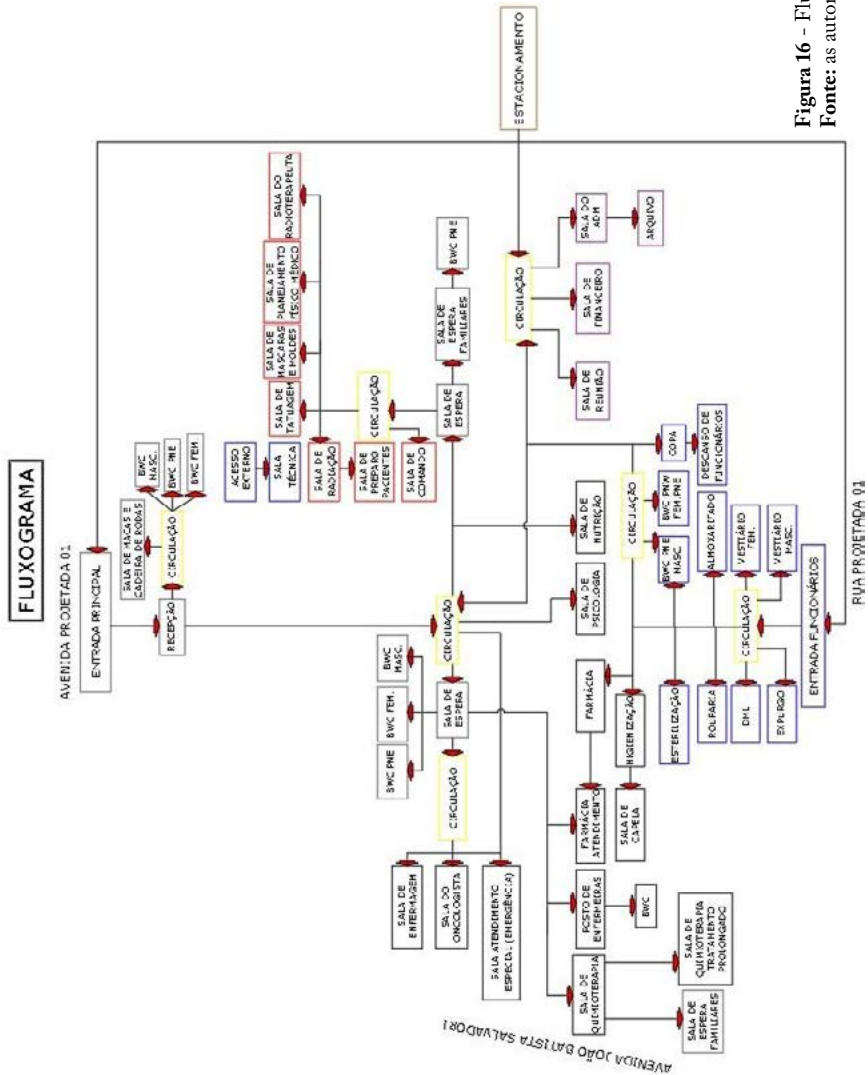 FLUXOGRAMA
AVENIDA PROJETADA 01
ENTRADA PRINCIPAL
RECEPÇÃO
SALA DE MACAS E
CADEIRA DE RODAS
CIRCULAÇÃO
BWC
MASC.
BWC PNE
BWC FEM
ACESSO
EXTERNO
SALA
TÉCNICA
SALA DE
RADIAÇÃO
SALA DE
PREPARO
PACIENTES
SALA DE
COMANDO
SALA DE
TATUAGEM
SALA DE
MASCARAS
E MOLDES
SALA DE
PLANEJAMENTO
FÍSICO MÉDICO
SALA DO
RADIOTERAPEUTA
CIRCULAÇÃO
SALA DE
ESPERA
SALA DE
ESPERA
FAMILIARES
BWC PNE
ESTACIONAMENTO
BWC PNE
BWC FEM.
BWC
MASC.
CIRCULAÇÃO
SALA DE
ESPERA
CIRCULAÇÃO
SALA DE
ENFERMAGEM
SALA DO
ONCOLOGISTA
SALA ATENDIMENTO
ESPECIAL (EMERGÊNCIA)
SALA DE
PSICOLOGIA
SALA DE
NUTRIÇÃO
CIRCULAÇÃO
SALA DE
REUNIÃO
SALA DE
FINANCEIRO
SALA DO
ADM
ARQUIVO
AVENIDA JOÃO BATISTA SALVADORI
SALA DE
QUIMIOTERAPIA
SALA DE
ESPERA
FAMILIARES
SALA DE
QUIMIOTERAPIA
TRATAMENTO
PROLONGADO
POSTO DE
ENFERMEIRAS
BWC
FARMÁCIA
ATENDIMENTO
FARMÁCIA
SALA DE
CAPELA
HIGIENIZAÇÃO
ESTERILIZAÇÃO
BWC PNE
MASC.
CIRCULAÇÃO
BWC PNW
FEM.PNE
COPA
DESCANSO DE
FUNCIONÁRIOS
ROUPARIA
ALMOXARIFADO
DML
CIRCULAÇÃO
VESTIÁRIO
FEM.
EXPURGO
VESTIÁRIO
MASC.
ENTRADA FUNCIONÁRIOS
RUA PROJETADA 01
Figura 16 - Flu
Fonte: as autor